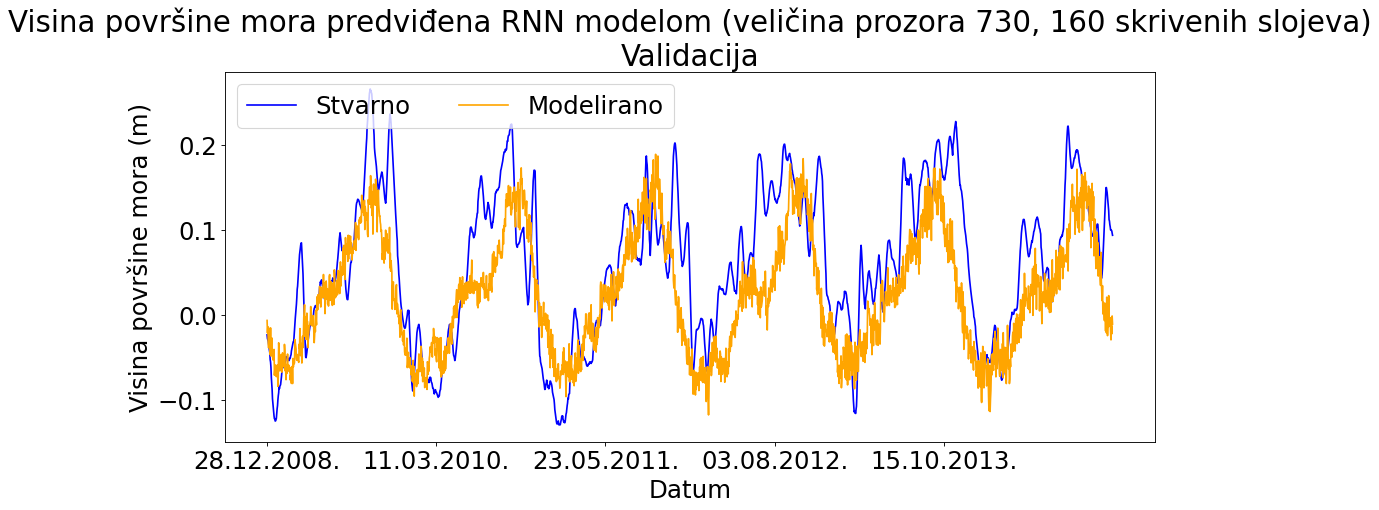 Visina površine mora predviđena RNN modelom (veličina prozora 730, 160 skrivenih slojeva)
Validacija
Stvarno
Modelirano
Visina površine mora (m)
0.2
0.1
0.0
−0.1
28.12.2008.
11.03.2010.
23.05.2011.
03.08.2012.
15.10.2013.
Datum